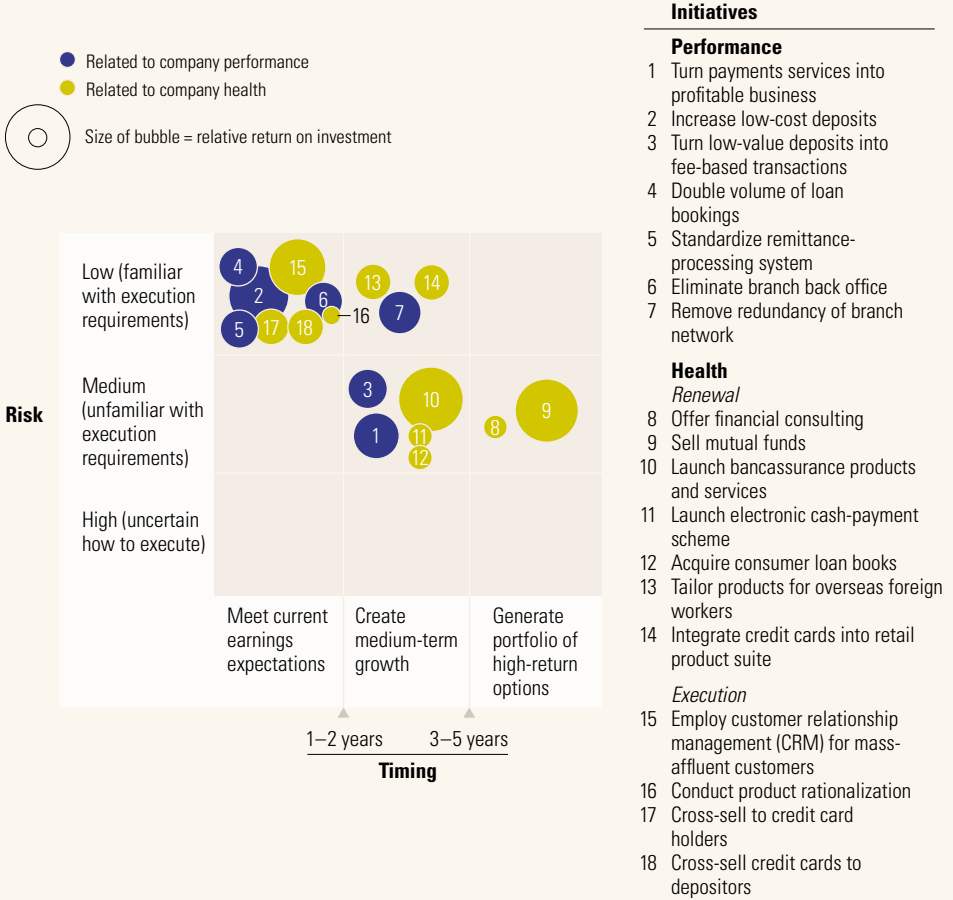 Related to company performance
Related to company health
Size of bubble = relative return on investment
Risk
Low (familiar
with execution
requirements)
Medium
(unfamiliar with
execution
requirements)
High (uncertain
how to execute)
4
15
2
6
16
5
17
18
13
14
7
3
10
1
11
12
8
9
Meet current
earnings
expectations
Create
medium-term
growth
Generate
portfolio of
high-return
options
1–2 years
3–5 years
Timing
Initiatives
Performance
1 Turn payments services into
profitable business
2 Increase low-cost deposits
3 Turn low-value deposits into
fee-based transactions
4 Double volume of loan
bookings
5 Standardize remittance-
processing system
6 Eliminate branch back office
7 Remove redundancy of branch
network
Health
Renewal
8 Offer financial consulting
9 Sell mutual funds
10 Launch bancassurance products
and services
11 Launch electronic cash-payment
scheme
12 Acquire consumer loan books
13 Tailor products for overseas foreign
workers
14 Integrate credit cards into retail
product suite
Execution
15 Employ customer relationship
management (CRM) for mass-
affluent customers
16 Conduct product rationalization
17 Cross-sell to credit card
holders
18 Cross-sell credit cards to
depositors